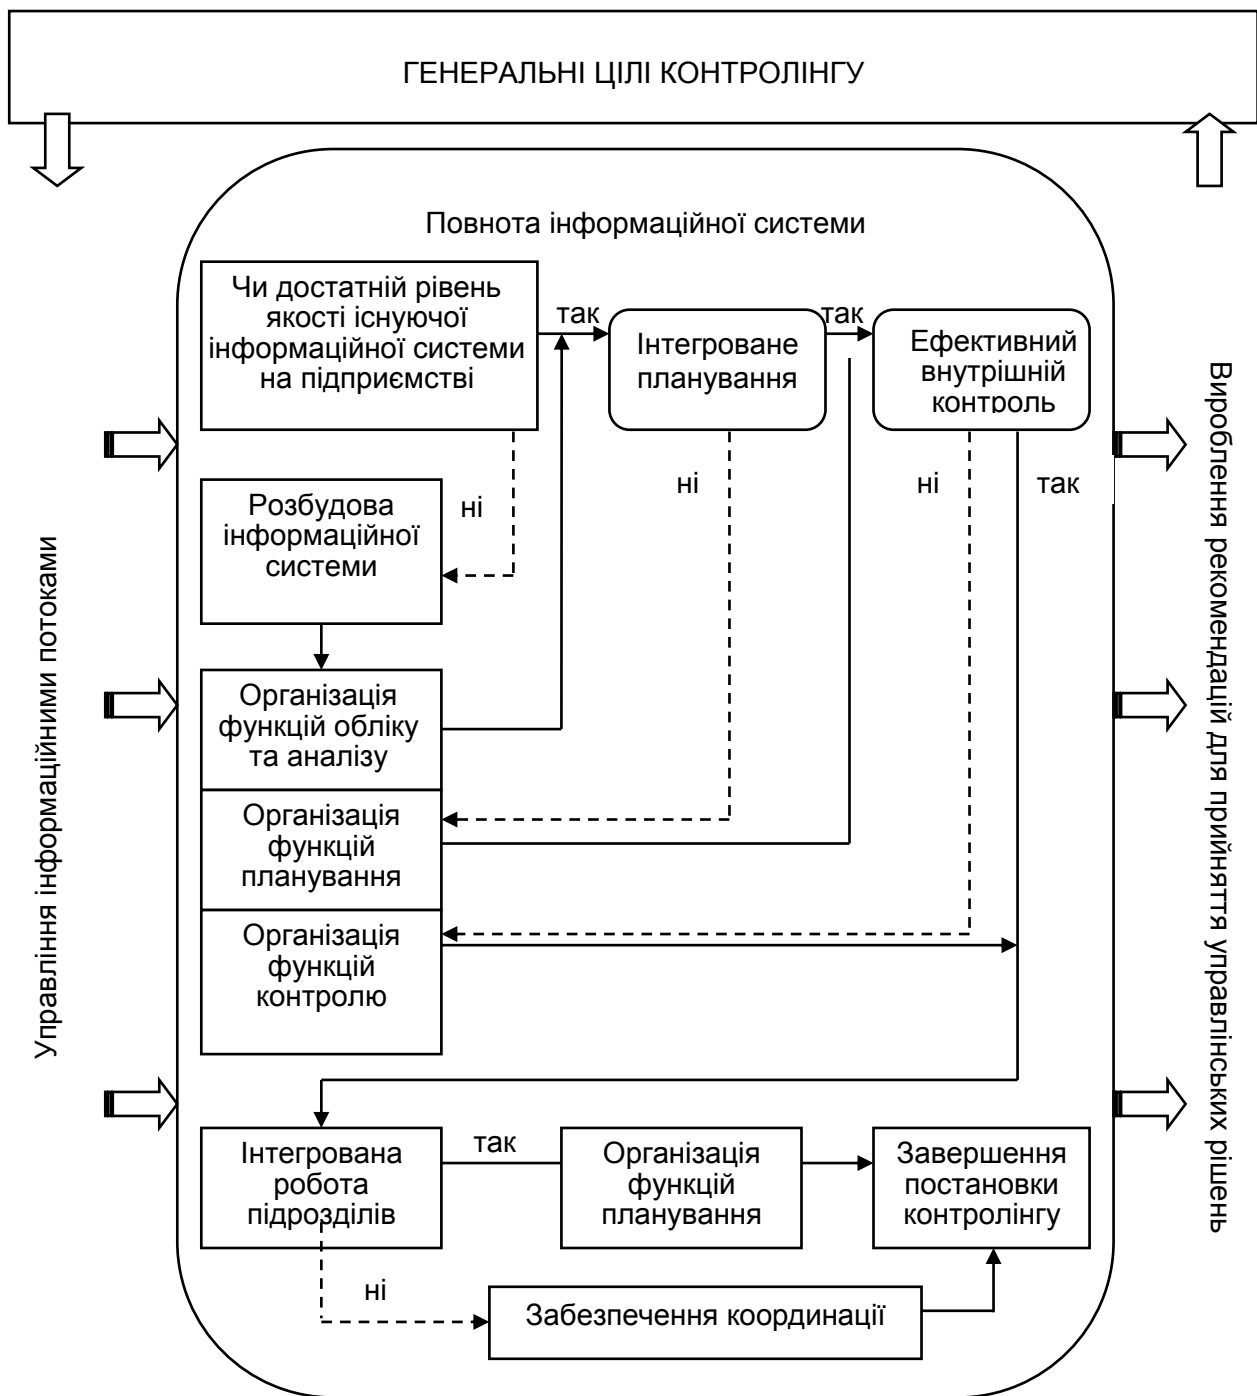 ГЕНЕРАЛЬНІ ЦІЛІ КОНТРОЛІНГУ
Повнота інформаційної системи
Чи достатній рівень
якості існуючої
інформаційної системи
на підприємстві
так
Інтегроване
планування
так
Ефективний
внутрішній
контроль
ні
ні
ні
так
Розбудова
інформаційної
системи
Організація
функцій обліку
та аналізу
Організація
функцій
планування
Організація
функцій
контролю
Інтегрована
робота
підрозділів
так
Організація
функцій
планування
Завершення
постановки
контролінгу
ні
Забезпечення координації
Управління інформаційними потоками
Вироблення рекомендацій для прийняття управлінських рішень